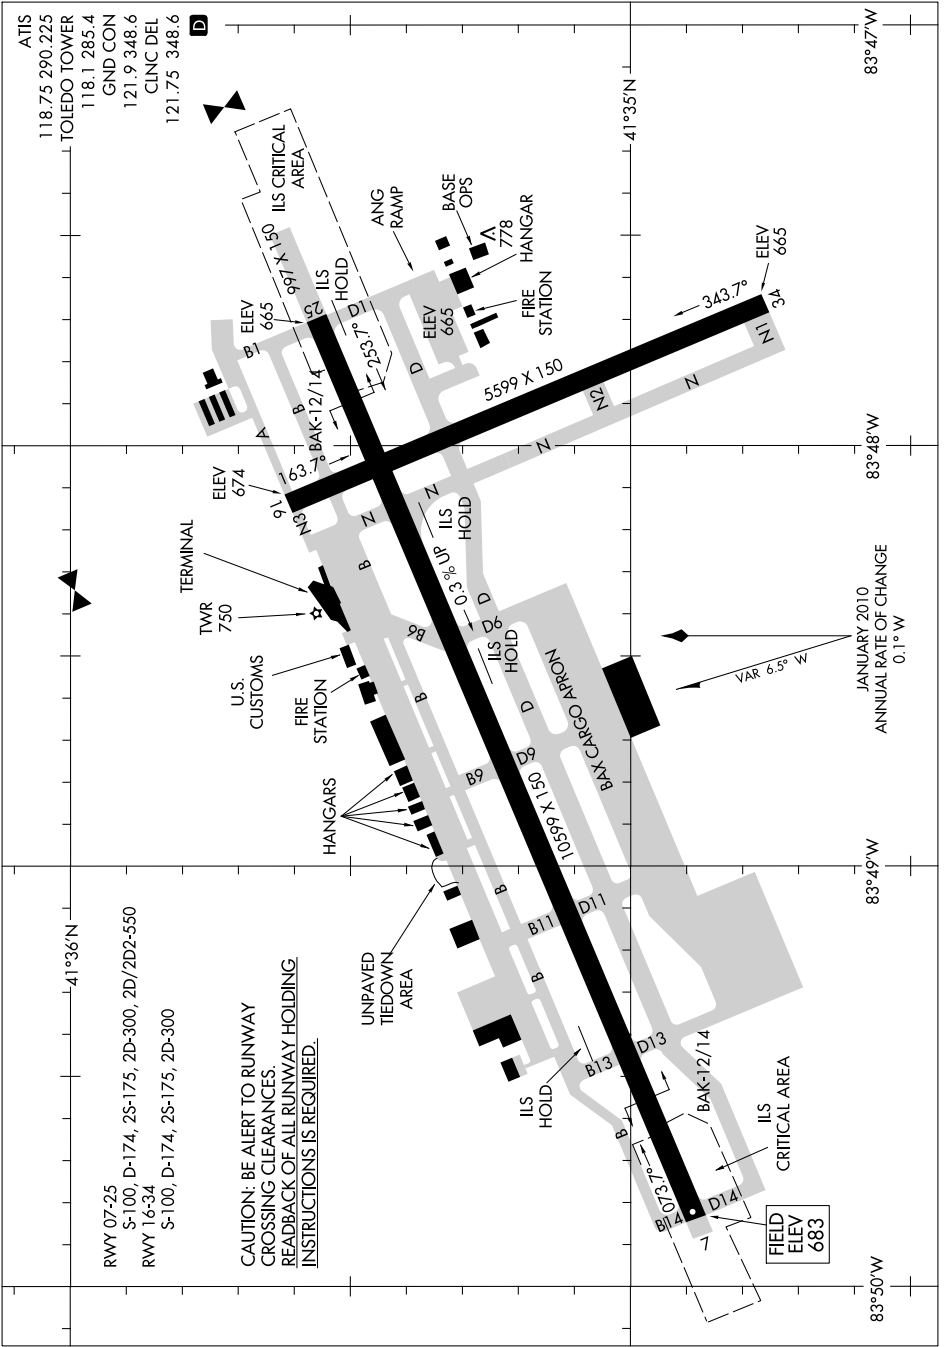 ATIS
118.75 290.225
TOLEDO TOWER
118.1 285.4
GND CON
121.9 348.6
CLNC DEL
121.75 348.6
D
RWY 07-25
S-100, D-174, 2S-175, 2D-300, 2D/2D2-550
RWY 16-34
S-100, D-174, 2S-175, 2D-300
CAUTION: BE ALERT TO RUNWAY
CROSSING CLEARANCES.
READBACK OF ALL RUNWAY HOLDING
INSTRUCTIONS IS REQUIRED.
41°36'N
41°35'N
83°50'W
83°49'W
83°48'W
83°47'W
UNPAVED
TIEDOWN
AREA
HANGARS
FIRE
STATION
U.S.
CUSTOMS
TWR
750
TERMINAL
ELEV
674
16
163.7°
N3
A
B
B1
ELEV
665
25
997 X 150
ILS CRITICAL
AREA
ILS
HOLD
D1
253.7°
BAK-12/14
ANG
RAMP
ELEV
665
BASE
OPS
778
HANGAR
FIRE
STATION
D
5599 X 150
343.7°
ELEV
665
34
N1
N
N2
N
N
N
B
ILS
HOLD
0.3% UP
D
D6
B6
ILS
HOLD
B
D
BAX CARGO APRON
B9
D9
10599 X 150
B
B11
D11
B
ILS
HOLD
B13
D13
BAK-12/14
ILS
CRITICAL AREA
B
073.7°
B14
D14
7
FIELD
ELEV
683
VAR 6.5° W
JANUARY 2010
ANNUAL RATE OF CHANGE
0.1° W